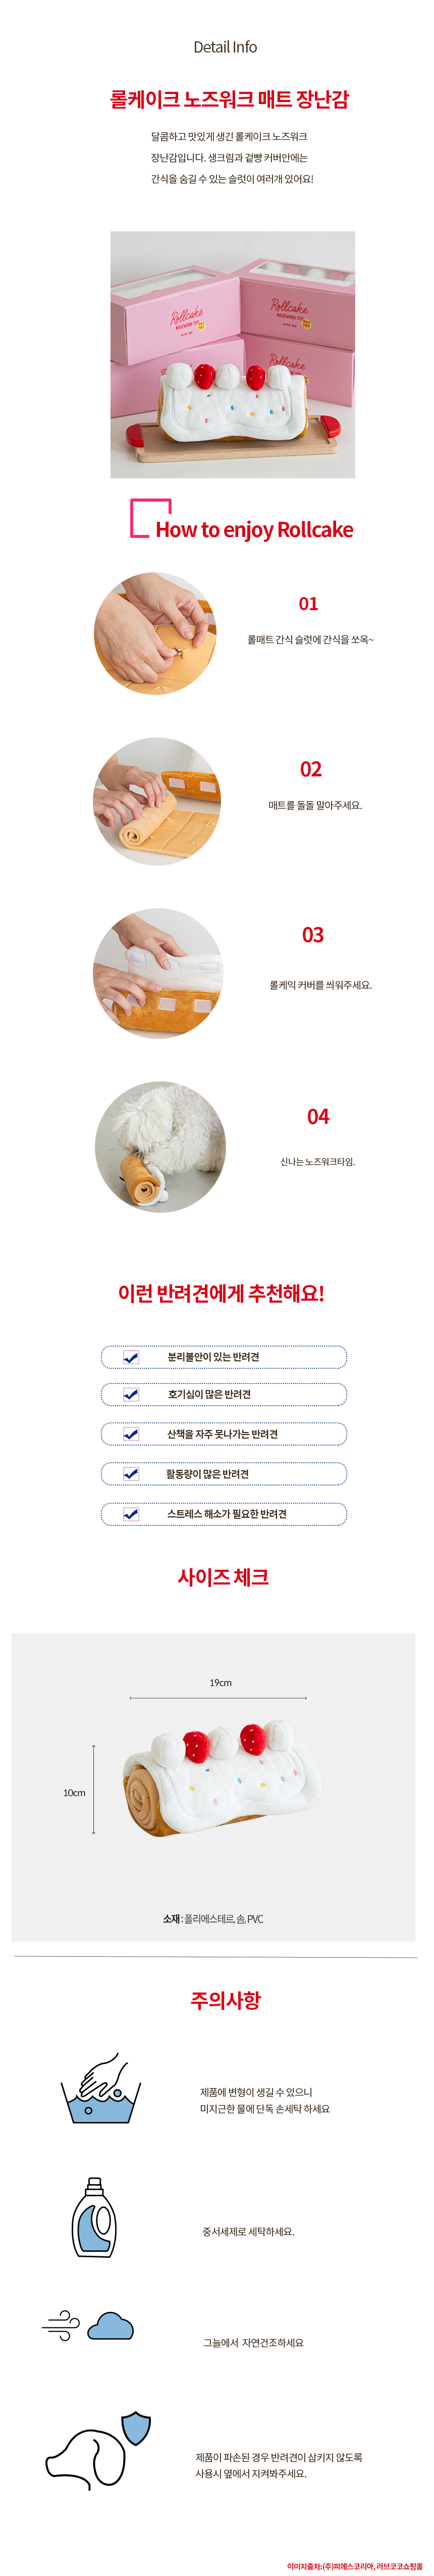 Detail Info
롤케이크 노즈워크 매트 장난감
달콤하고 맛있게 생긴 롤케이크 노즈워크
장난감입니다. 생크림과 겉빵 커버안에는
간식을 숨길 수 있는 슬럿이 여러개 있어요!
Rollcake
NOSEWORK TOY
Rollcake
How to enjoy Rollcake
01
롤매트 간식 슬럿에 간식을 쏘옥~
02
매트를 돌돌 말아주세요.
03
롤케익 커버를 씌워주세요.
04
신나는 노즈워크타임.
이런 반려견에게 추천해요!
분리불안이 있는 반려견
호기심이 많은 반려견
산책을 자주 못나가는 반려견
활동량이 많은 반려견
스트레스 해소가 필요한 반려견
사이즈 체크
19cm
10cm
소재 : 폴리에스테르, 솜, PVC
주의사항
제품에 변형이 생길 수 있으니
미지근한 물에 단독 손세탁 하세요
중서세제로 세탁하세요.
그늘에서 자연건조하세요
제품이 파손된 경우 반려견이 삼키지 않도록
사용시 옆에서 지켜봐주세요.
이미지출처:(주)피에스코리아, 러브코코쇼핑몰